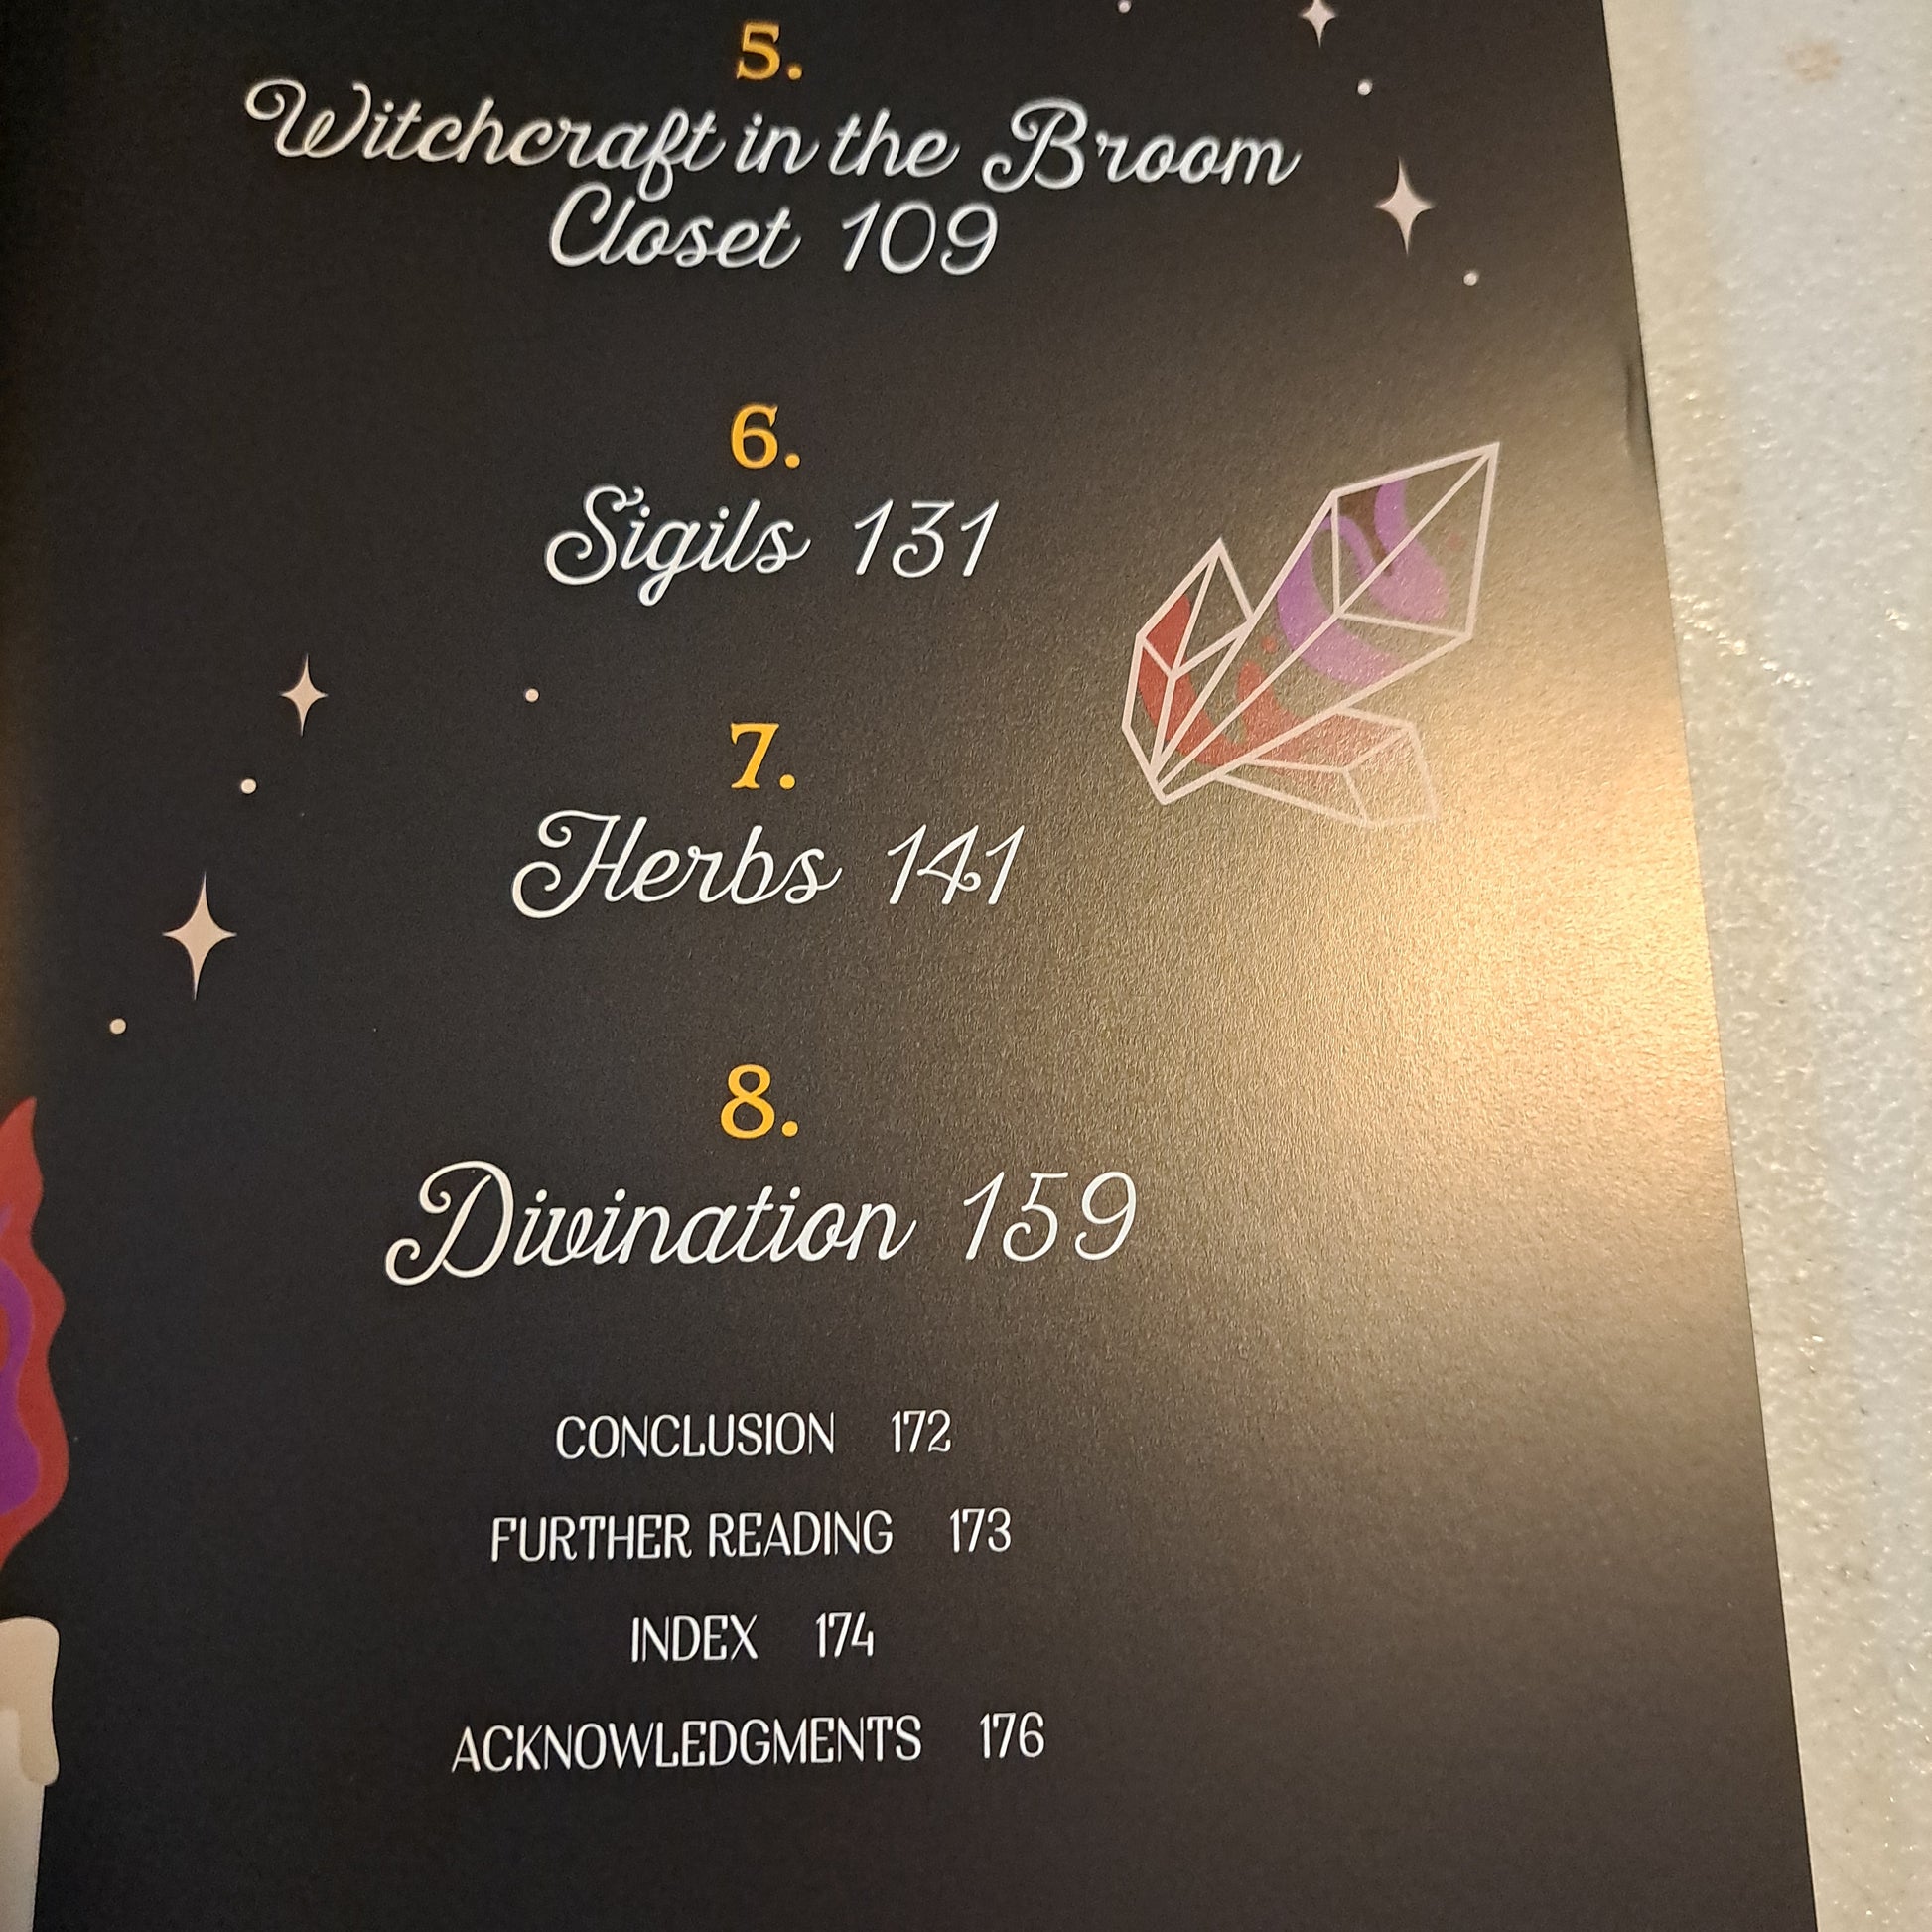 5.
Witchcraft in the Broom
Closet 109
6.
Sigils 131
7.
Herbs 141
8.
Divination 159
CONCLUSION 172
FURTHER READING 173
INDEX 174
ACKNOWLEDGMENTS 176